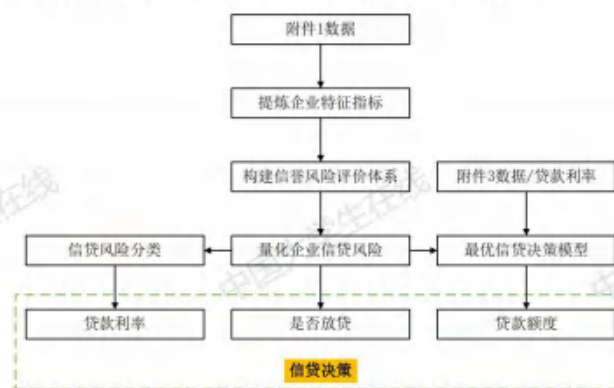 附件1数据
提炼企业特征指标
构建信誉风险评价体系
附件3数据/贷款利率
信贷风险分类
量化企业信贷风险
最优信贷决策模型
贷款利率
是否放贷
贷款额度
信贷决策